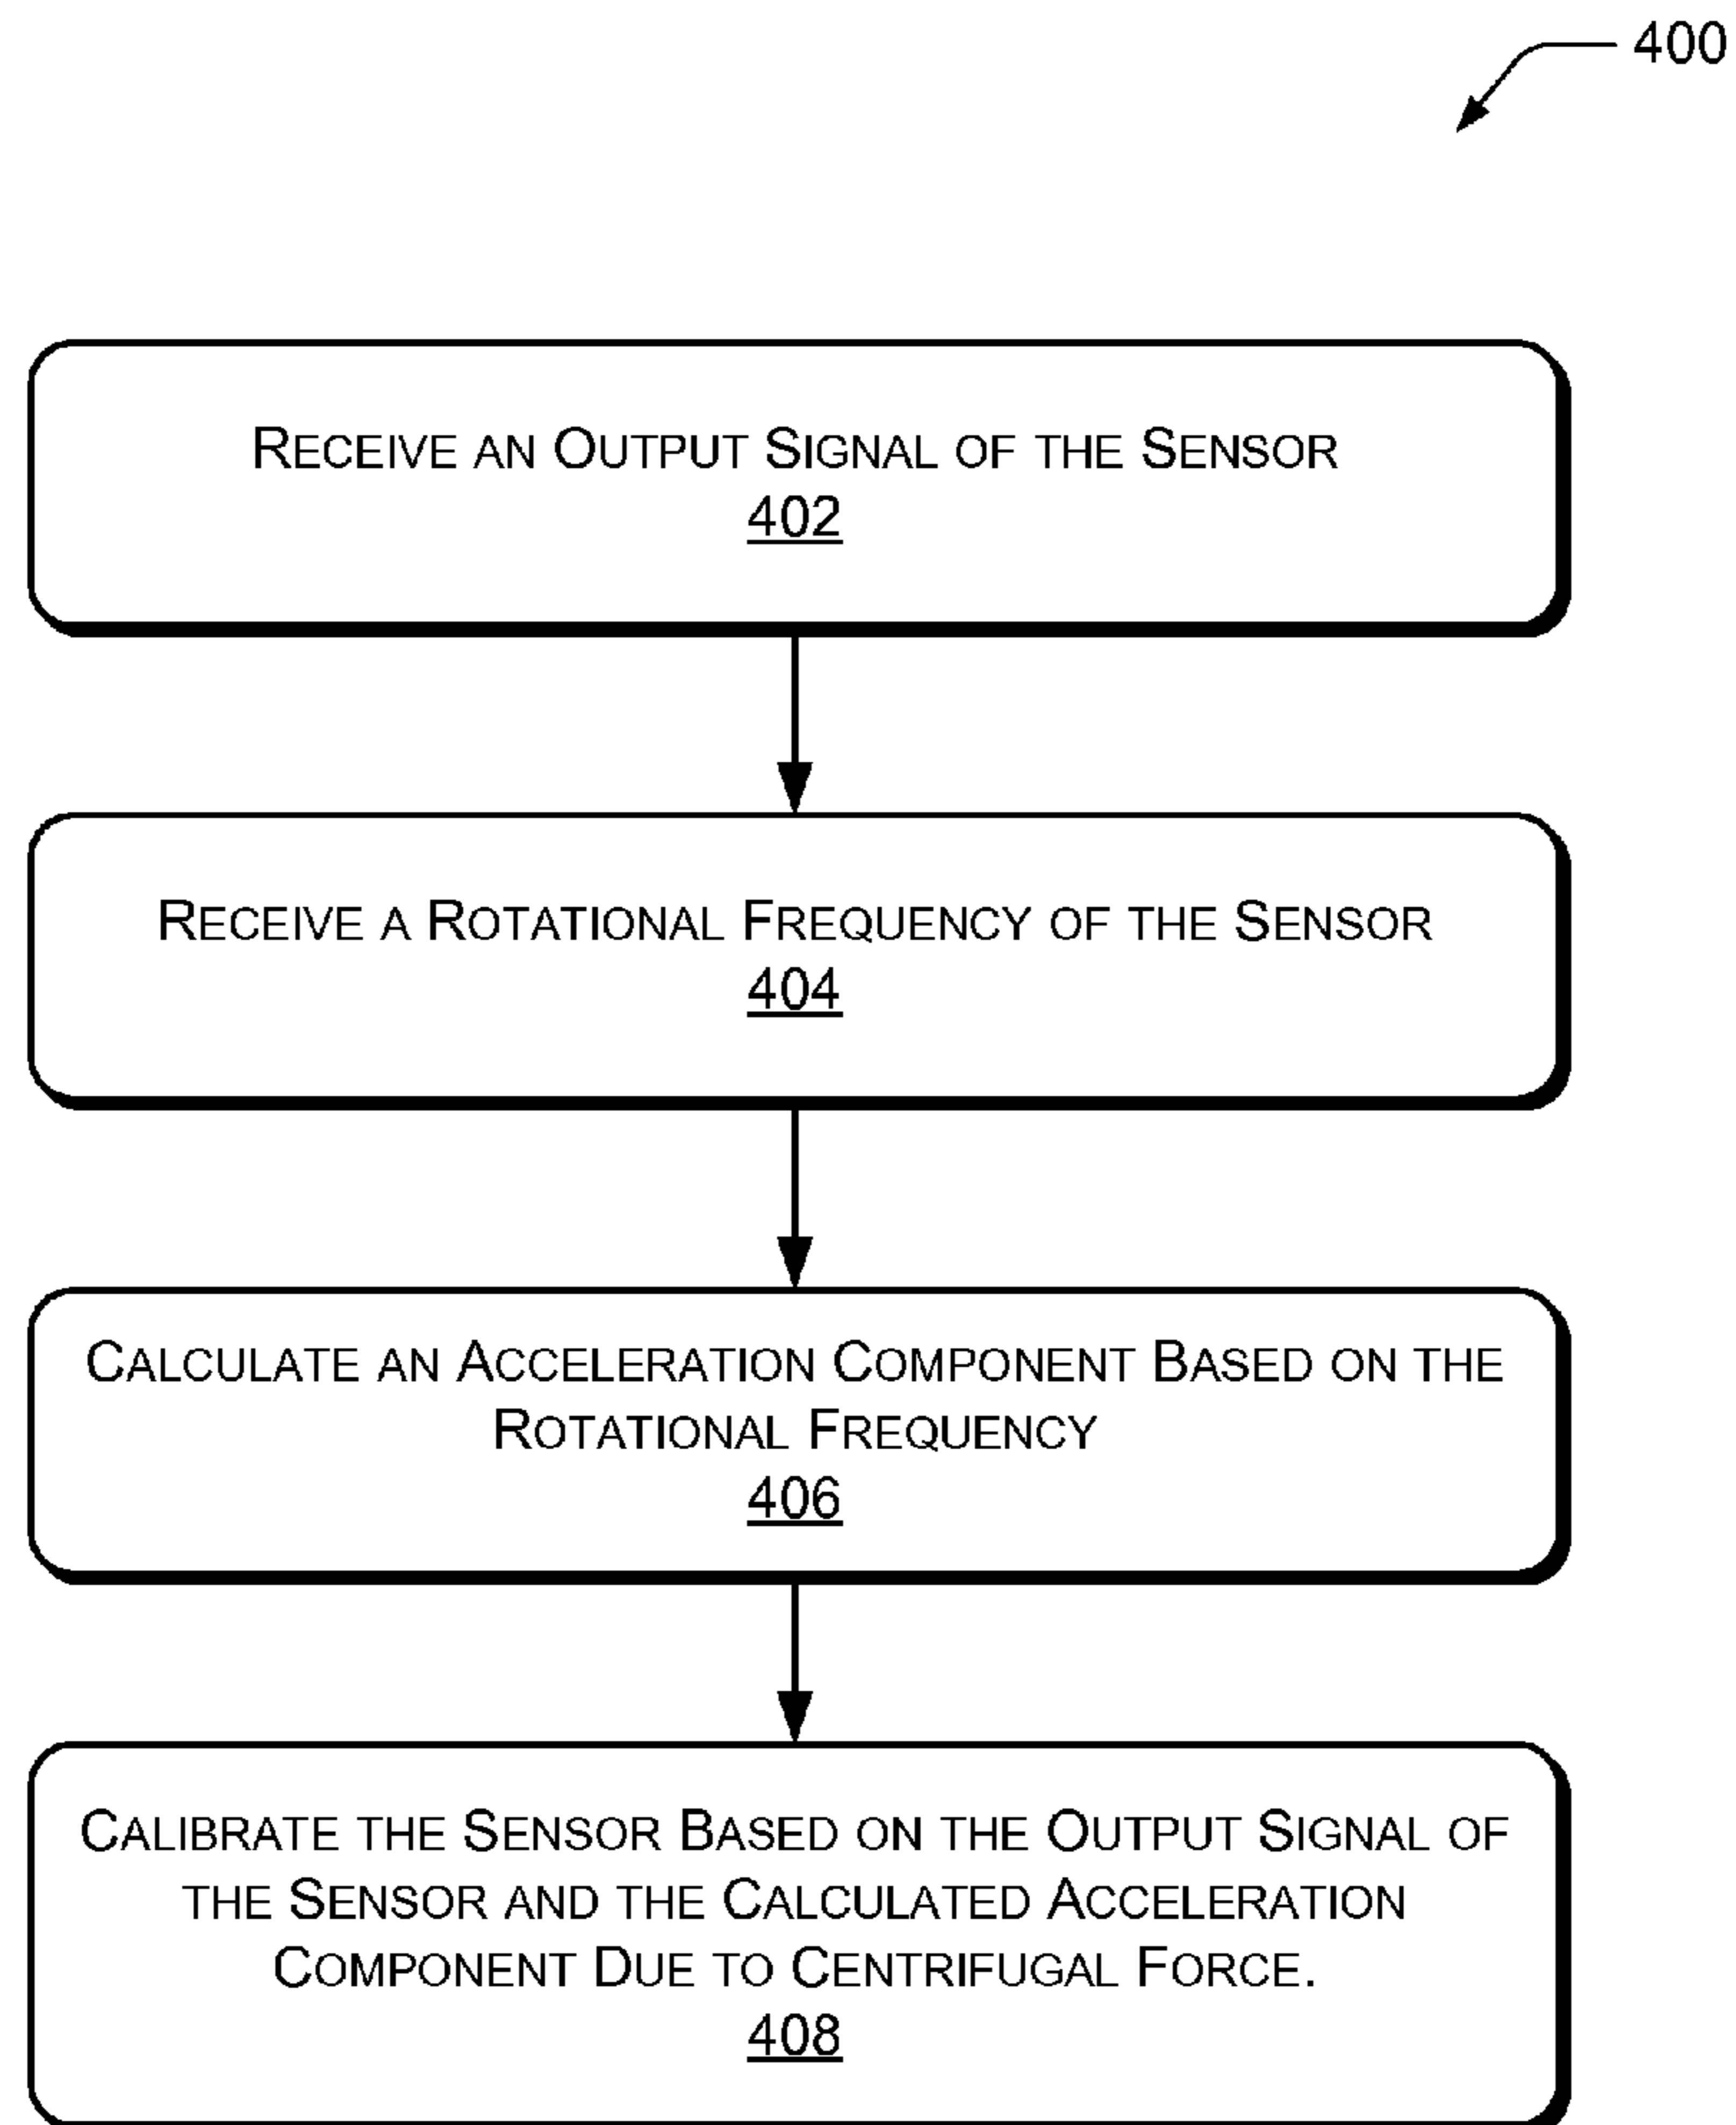 400
Receive an Output Signal of the Sensor
402
Receive a Rotational Frequency of the Sensor
404
Calculate an Acceleration Component Based on the
Rotational Frequency
406
Calibrate the Sensor Based on the Output Signal of
the Sensor and the Calculated Acceleration
Component Due to Centrifugal Force.
408